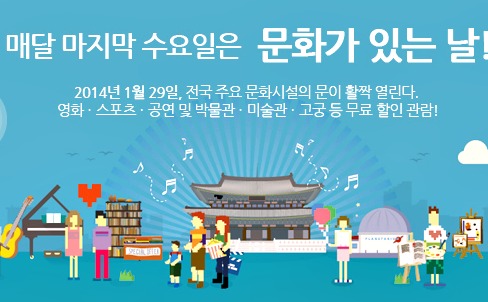 매달 마지막 수요일은 문화가 있는 날!
2014년 1월 29일, 전국 주요 문화시설의 문이 활짝 열린다.
영화 · 스포츠 · 공연 및 박물관 · 미술관 · 고궁 등 무료 할인 관람!